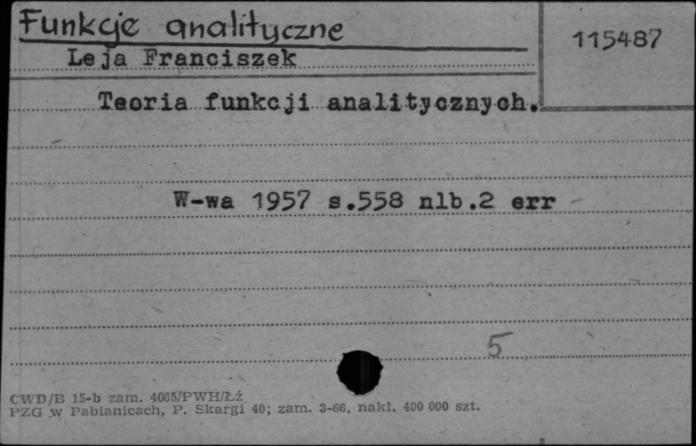 Funkcje analityczne
115487
Leja Franciszek
Teoria funkcji analitycznych.
W-wa 1957 s.558 nlb.2 err
5
CWD/B 15-b zam. 4065/PWH/Łź
PZG w Pabianicach, P. Skargi 40; zam. 3-66, nakł. 400 000 szt.